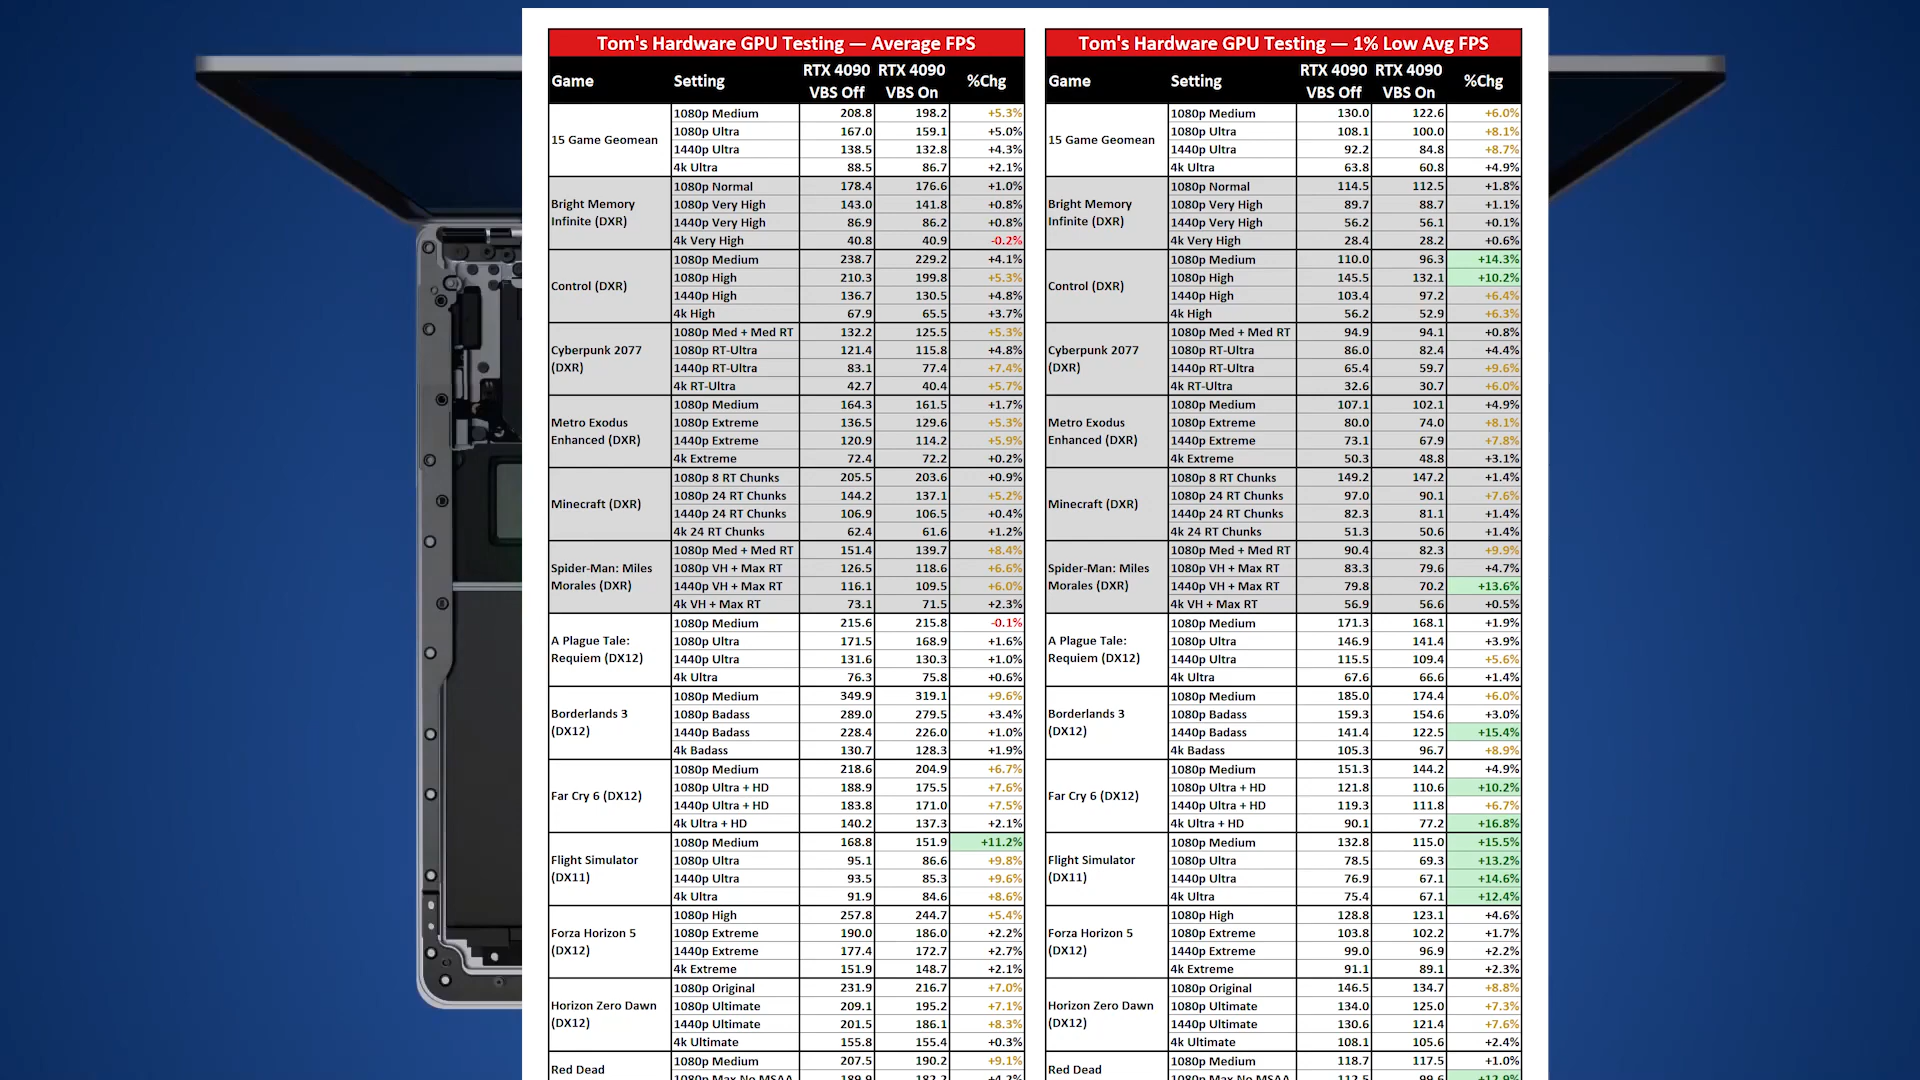 Tom's Hardware GPU Testing — Average FPS
Game Setting RTX 4090 VBS Off RTX 4090 VBS On %Chg
15 Game Geomean
1080p Medium 208.8 198.2 +5.3%
1080p Ultra 167.0 159.1 +5.0%
1440p Ultra 138.5 132.8 +4.3%
4k Ultra 88.5 86.7 +2.1%
Bright Memory Infinite (DXR)
1080p Normal 178.4 176.6 +1.0%
1080p Very High 143.0 141.8 +0.8%
1440p Very High 86.9 86.2 +0.8%
4k Very High 40.8 40.9 -0.2%
Control (DXR)
1080p Medium 238.7 229.2 +4.1%
1080p High 210.3 199.8 +5.3%
1440p High 136.7 130.5 +4.8%
4k High 67.9 65.5 +3.7%
Cyberpunk 2077 (DXR)
1080p Med + Med RT 132.2 125.5 +5.3%
1080p RT-Ultra 121.4 115.8 +4.8%
1440p RT-Ultra 83.1 77.4 +7.4%
4k RT-Ultra 42.7 40.4 +5.7%
Metro Exodus Enhanced (DXR)
1080p Medium 164.3 161.5 +1.7%
1080p Extreme 136.5 129.6 +5.3%
1440p Extreme 120.9 114.2 +5.9%
4k Extreme 72.4 72.2 +0.2%
Minecraft (DXR)
1080p 8 RT Chunks 205.5 203.6 +0.9%
1080p 24 RT Chunks 144.2 137.1 +5.2%
1440p 24 RT Chunks 106.9 106.5 +0.4%
4k 24 RT Chunks 62.4 61.6 +1.2%
Spider-Man: Miles Morales (DXR)
1080p Med + Med RT 151.4 139.7 +8.4%
1080p VH + Max RT 126.5 118.6 +6.6%
1440p VH + Max RT 116.1 109.5 +6.0%
4k VH + Max RT 73.1 71.5 +2.3%
A Plague Tale: Requiem (DX12)
1080p Medium 215.6 215.8 -0.1%
1080p Ultra 171.5 168.9 +1.6%
1440p Ultra 131.6 130.3 +1.0%
4k Ultra 76.3 75.8 +0.6%
Borderlands 3 (DX12)
1080p Medium 349.9 319.1 +9.6%
1080p Badass 289.0 279.5 +3.4%
1440p Badass 228.4 226.0 +1.0%
4k Badass 130.7 128.3 +1.9%
Far Cry 6 (DX12)
1080p Medium 218.6 204.9 +6.7%
1080p Ultra + HD 188.9 175.5 +7.6%
1440p Ultra + HD 183.8 171.0 +7.5%
4k Ultra + HD 140.2 137.3 +2.1%
Flight Simulator (DX11)
1080p Medium 168.8 151.9 +11.2%
1080p Ultra 95.1 86.6 +9.8%
1440p Ultra 93.5 85.3 +9.6%
4k Ultra 91.9 84.6 +8.6%
Forza Horizon 5 (DX12)
1080p High 257.8 244.7 +5.4%
1080p Extreme 190.0 186.0 +2.2%
1440p Extreme 177.4 172.7 +2.7%
4k Extreme 151.9 148.7 +2.1%
Horizon Zero Dawn (DX12)
1080p Original 231.9 216.7 +7.0%
1080p Ultimate 209.1 195.2 +7.1%
1440p Ultimate 201.5 186.1 +8.3%
4k Ultimate 155.8 155.4 +0.3%
Red Dead
1080p Medium 207.5 190.2 +9.1%
1080p Max No MSAA 189.9 182.2 +4.2%
Tom's Hardware GPU Testing — 1% Low Avg FPS
Game Setting RTX 4090 VBS Off RTX 4090 VBS On %Chg
15 Game Geomean
1080p Medium 130.0 122.6 +6.0%
1080p Ultra 108.1 100.0 +8.1%
1440p Ultra 92.2 84.8 +8.7%
4k Ultra 63.8 60.8 +4.9%
Bright Memory Infinite (DXR)
1080p Normal 114.5 112.5 +1.8%
1080p Very High 89.7 88.7 +1.1%
1440p Very High 56.2 56.1 +0.1%
4k Very High 28.4 28.2 +0.6%
Control (DXR)
1080p Medium 110.0 96.3 +14.3%
1080p High 145.5 132.1 +10.2%
1440p High 103.4 97.2 +6.4%
4k High 56.2 52.9 +6.3%
Cyberpunk 2077 (DXR)
1080p Med + Med RT 94.9 94.1 +0.8%
1080p RT-Ultra 86.0 82.4 +4.4%
1440p RT-Ultra 65.4 59.7 +9.6%
4k RT-Ultra 32.6 30.7 +6.0%
Metro Exodus Enhanced (DXR)
1080p Medium 107.1 102.1 +4.9%
1080p Extreme 80.0 74.0 +8.1%
1440p Extreme 73.1 67.9 +7.8%
4k Extreme 50.3 48.8 +3.1%
Minecraft (DXR)
1080p 8 RT Chunks 149.2 147.2 +1.4%
1080p 24 RT Chunks 97.0 90.1 +7.6%
1440p 24 RT Chunks 82.3 81.1 +1.4%
4k 24 RT Chunks 51.3 50.6 +1.4%
Spider-Man: Miles Morales (DXR)
1080p Med + Med RT 90.4 82.3 +9.9%
1080p VH + Max RT 83.3 79.6 +4.7%
1440p VH + Max RT 79.8 70.2 +13.6%
4k VH + Max RT 56.9 56.6 +0.5%
A Plague Tale: Requiem (DX12)
1080p Medium 171.3 168.1 +1.9%
1080p Ultra 146.9 141.4 +3.9%
1440p Ultra 115.5 109.4 +5.6%
4k Ultra 67.6 66.6 +1.4%
Borderlands 3 (DX12)
1080p Medium 185.0 174.4 +6.0%
1080p Badass 159.3 154.6 +3.0%
1440p Badass 141.4 122.5 +15.4%
4k Badass 105.3 96.7 +8.9%
Far Cry 6 (DX12)
1080p Medium 151.3 144.2 +4.9%
1080p Ultra + HD 121.8 110.6 +10.2%
1440p Ultra + HD 119.3 111.8 +6.7%
4k Ultra + HD 90.1 77.2 +16.8%
Flight Simulator (DX11)
1080p Medium 132.8 115.0 +15.5%
1080p Ultra 78.5 69.3 +13.2%
1440p Ultra 76.9 67.1 +14.6%
4k Ultra 75.4 67.1 +12.4%
Forza Horizon 5 (DX12)
1080p High 128.8 123.1 +4.6%
1080p Extreme 103.8 102.2 +1.7%
1440p Extreme 99.0 96.9 +2.2%
4k Extreme 91.1 89.1 +2.3%
Horizon Zero Dawn (DX12)
1080p Original 146.5 134.7 +8.8%
1080p Ultimate 134.0 125.0 +7.3%
1440p Ultimate 130.6 121.4 +7.6%
4k Ultimate 108.1 105.6 +2.4%
Red Dead
1080p Medium 118.7 117.5 +1.0%
1080p Max No MSAA 112.5 99.6 +12.9%